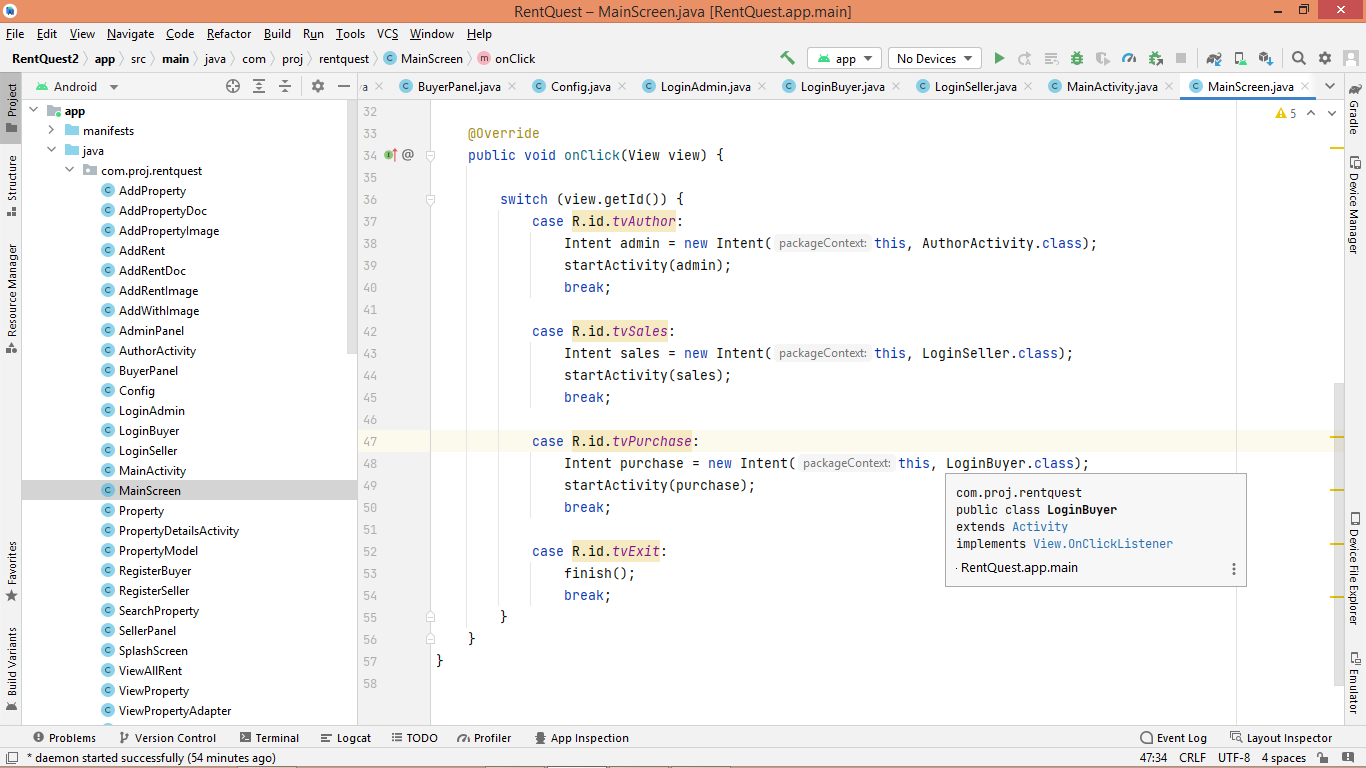 RentQuest – MainScreen.java [RentQuest.app.main]
File Edit View Navigate Code Refactor Build Run Tools VCS Window Help
RentQuest2 app src main java com proj rentquest MainScreen onClick app No Devices
Project
Structure
Resource Manager
Favorites
Build Variants
Android
app
manifests
java
com.proj.rentquest
AddProperty
AddPropertyDoc
AddPropertyImage
AddRent
AddRentDoc
AddRentImage
AddWithImage
AdminPanel
AuthorActivity
BuyerPanel
Config
LoginAdmin
LoginBuyer
LoginSeller
MainActivity
MainScreen
Property
PropertyDetailsActivity
PropertyModel
RegisterBuyer
RegisterSeller
SearchProperty
SellerPanel
SplashScreen
ViewAllRent
ViewProperty
ViewPropertyAdapter
BuyerPanel.java Config.java LoginAdmin.java LoginBuyer.java LoginSeller.java MainActivity.java MainScreen.java
5
32
33 @Override
34 @ public void onClick(View view) {
35
36 switch (view.getId()) {
37 case R.id.tvAuthor:
38 Intent admin = new Intent( packageContext: this, AuthorActivity.class);
39 startActivity(admin);
40 break;
41
42 case R.id.tvSales:
43 Intent sales = new Intent( packageContext: this, LoginSeller.class);
44 startActivity(sales);
45 break;
46
47 case R.id.tvPurchase:
48 Intent purchase = new Intent( packageContext: this, LoginBuyer.class);
49 startActivity(purchase);
50 break;
51
52 case R.id.tvExit:
53 finish();
54 break;
55 }
56 }
57 }
58
com.proj.rentquest
public class LoginBuyer
extends Activity
implements View.OnClickListener
RentQuest.app.main
Gradle
Device Manager
Device File Explorer
Emulator
Problems Version Control Terminal Logcat TODO Profiler App Inspection Event Log Layout Inspector
* daemon started successfully (54 minutes ago) 47:34 CRLF UTF-8 4 spaces